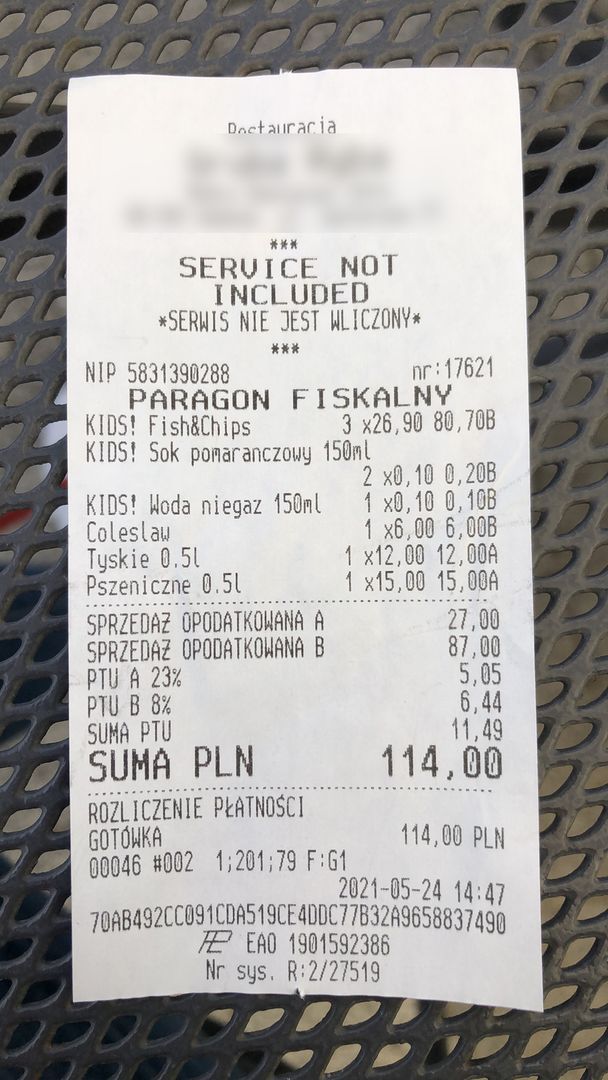 Restauracja
***
SERVICE NOT
INCLUDED
*SERWIS NIE JEST WLICZONY*
***
NIP 5831390288 nr:17621
PARAGON FISKALNY
KIDS! Fish&Chips 3 x26,90 80,70B
KIDS! Sok pomaranczowy 150ml
2 x0,10 0,20B
KIDS! Woda niegaz 150ml 1 x0,10 0,10B
Coleslaw 1 x6,00 6,00B
Tyskie 0.5l 1 x12,00 12,00A
Pszeniczne 0.5l 1 x15,00 15,00A
SPRZEDAŻ OPODATKOWANA A 27,00
SPRZEDAŻ OPODATKOWANA B 87,00
PTU A 23% 5,05
PTU B 8% 6,44
SUMA PTU 11,49
SUMA PLN 114,00
ROZLICZENIE PŁATNOŚCI
GOTÓWKA 114,00 PLN
00046 #002 1;201;79 F:G1
2021-05-24 14:47
70AB492CC091CDA519CE4DDC77B32A9658837490
EAO 1901592386
Nr sys. R:2/27519